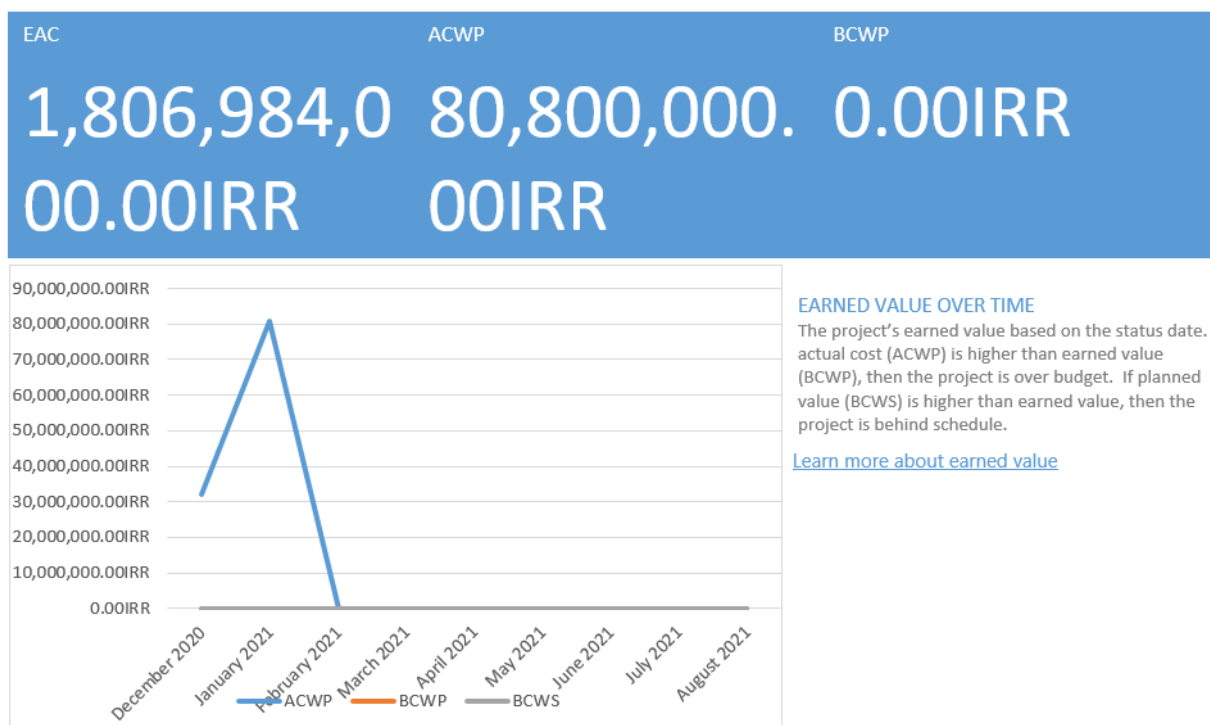 EAC
ACWP
BCWP
1,806,984,0
00.00IRR
80,800,000.
00IRR
0.00IRR
90,000,000.00IRR
80,000,000.00IRR
70,000,000.00IRR
60,000,000.00IRR
50,000,000.00IRR
40,000,000.00IRR
30,000,000.00IRR
20,000,000.00IRR
10,000,000.00IRR
0.00IRR
December 2020
January 2021
February 2021
March 2021
April 2021
May 2021
June 2021
July 2021
August 2021
ACWP
BCWP
BCWS
EARNED VALUE OVER TIME
The project's earned value based on the status date.
actual cost (ACWP) is higher than earned value
(BCWP), then the project is over budget.  If planned
value (BCWS) is higher than earned value, then the
project is behind schedule.
Learn more about earned value